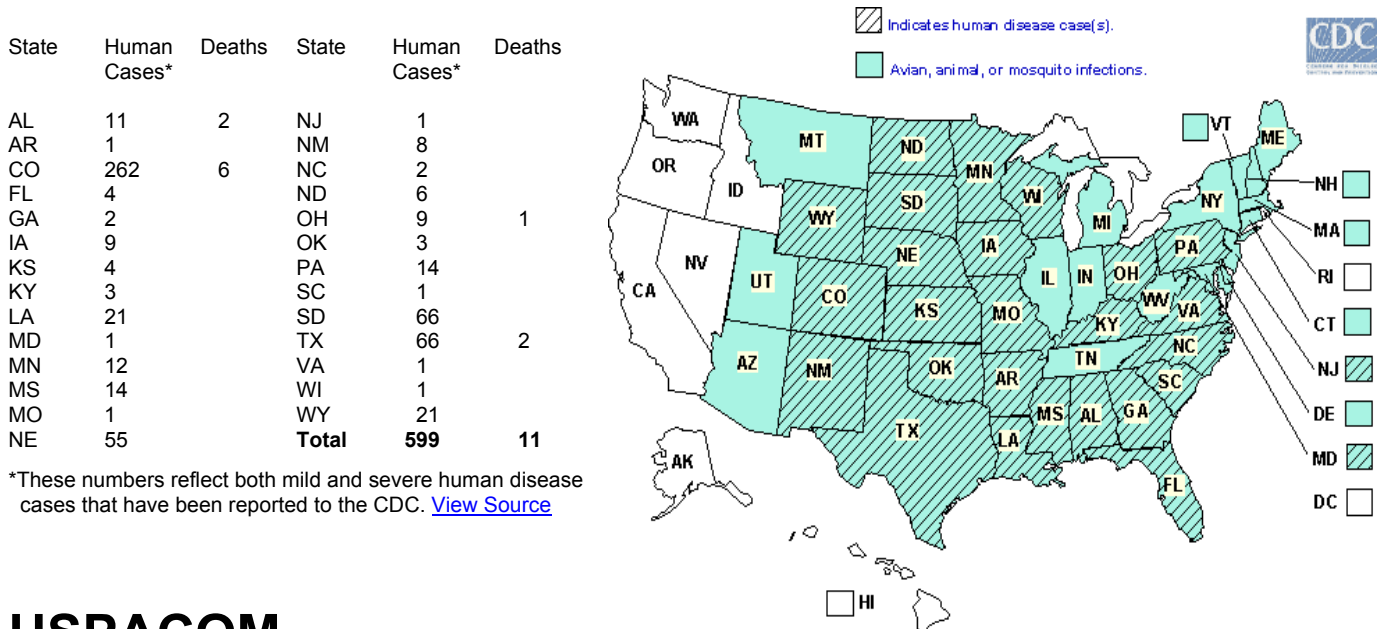 State Human Cases* Deaths State Human Cases* Deaths
AL 11 2 NJ 1
AR 1 NM 8
CO 262 6 NC 2
FL 4 ND 6
GA 2 OH 9 1
IA 9 OK 3
KS 4 PA 14
KY 3 SC 1
LA 21 SD 66
MD 1 TX 66 2
MN 12 VA 1
MS 14 WI 1
MO 1 WY 21
NE 55 Total 599 11
*These numbers reflect both mild and severe human disease
cases that have been reported to the CDC. View Source
Indicates human disease case(s).
Avian, animal, or mosquito infections.
CDC
WA
OR
ID
MT
ND
MN
SD
WI
WY
NE
IA
MI
NY
VT
ME
NH
MA
RI
CT
NJ
DE
MD
DC
PA
OH
IN
IL
WV
VA
KY
NC
TN
SC
CA
NV
UT
CO
KS
MO
AZ
NM
OK
AR
MS
AL
GA
TX
LA
FL
AK
HI
USPACOM